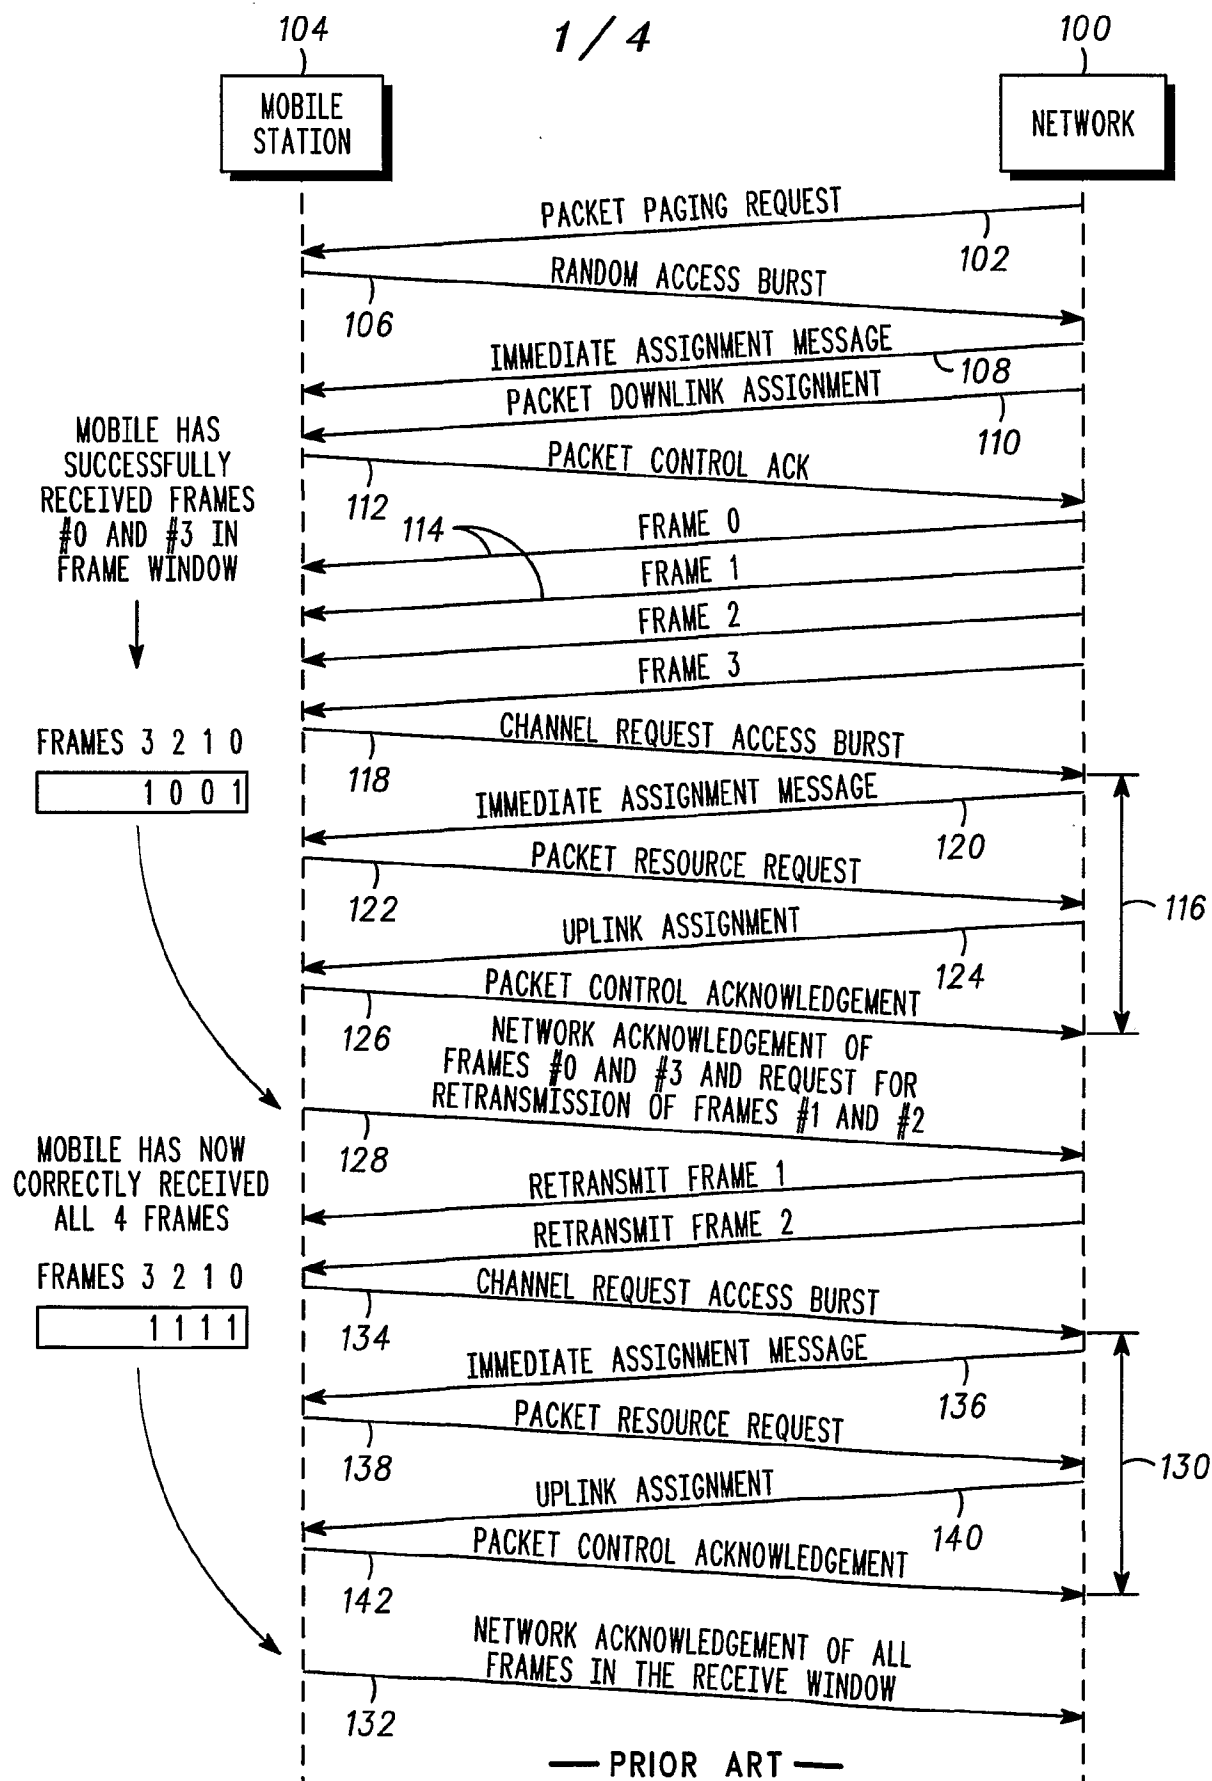 1/4
104
100
MOBILE
STATION
NETWORK
PACKET PAGING REQUEST
102
RANDOM ACCESS BURST
106
IMMEDIATE ASSIGNMENT MESSAGE
108
PACKET DOWNLINK ASSIGNMENT
110
MOBILE HAS
SUCCESSFULLY
RECEIVED FRAMES
#0 AND #3 IN
FRAME WINDOW
PACKET CONTROL ACK
112
114
FRAME 0
FRAME 1
FRAME 2
FRAME 3
FRAMES 3 2 1 0
1 0 0 1
CHANNEL REQUEST ACCESS BURST
118
IMMEDIATE ASSIGNMENT MESSAGE
120
PACKET RESOURCE REQUEST
122
116
UPLINK ASSIGNMENT
124
PACKET CONTROL ACKNOWLEDGEMENT
126
NETWORK ACKNOWLEDGEMENT OF
FRAMES #0 AND #3 AND REQUEST FOR
RETRANSMISSION OF FRAMES #1 AND #2
128
MOBILE HAS NOW
CORRECTLY RECEIVED
ALL 4 FRAMES
RETRANSMIT FRAME 1
RETRANSMIT FRAME 2
FRAMES 3 2 1 0
1 1 1 1
CHANNEL REQUEST ACCESS BURST
134
IMMEDIATE ASSIGNMENT MESSAGE
136
PACKET RESOURCE REQUEST
138
130
UPLINK ASSIGNMENT
140
PACKET CONTROL ACKNOWLEDGEMENT
142
NETWORK ACKNOWLEDGEMENT OF ALL
FRAMES IN THE RECEIVE WINDOW
132
— PRIOR ART —